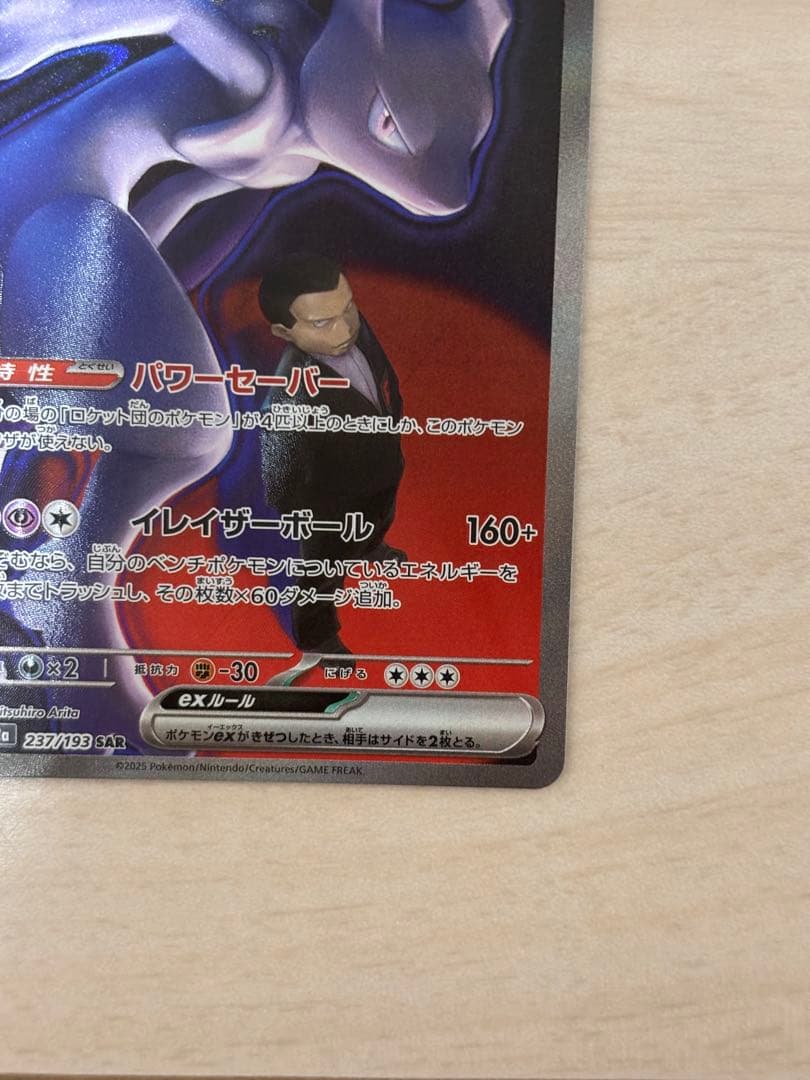 特性 とくせい パワーセーバー
の場の「ロケット団のポケモン」が4匹以上のときにしか、このポケモン
ザが使えない。
イレイザーボール 160+
むなら、自分のベンチポケモンについているエネルギーを
までトラッシュし、その枚数×60ダメージ追加。
×2 抵抗力 -30 にげる
exルール
ポケモンexがきぜつしたとき、相手はサイドを2枚とる。
itsuhiro Arita
a 237/193 SAR
©2025 Pokémon/Nintendo/Creatures/GAME FREAK